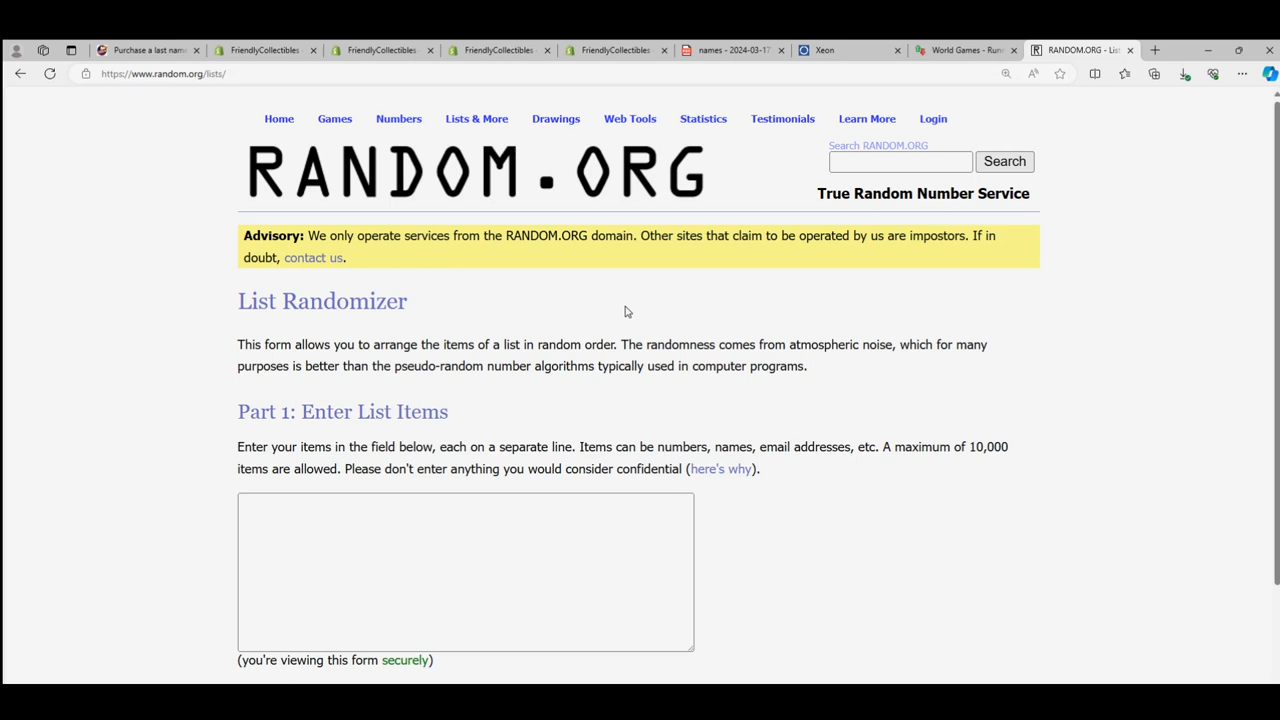 Purchase a last name
FriendlyCollectibles
FriendlyCollectibles
FriendlyCollectibles -
FriendlyCollectibles
names - 2024-03-17
Xeon
World Games - Run
RANDOM.ORG - List
https://www.random.org/lists/
Home Games Numbers Lists & More Drawings Web Tools Statistics Testimonials Learn More Login
RANDOM.ORG
Search RANDOM.ORG
Search
True Random Number Service
Advisory: We only operate services from the RANDOM.ORG domain. Other sites that claim to be operated by us are impostors. If in
doubt, contact us.
List Randomizer
This form allows you to arrange the items of a list in random order. The randomness comes from atmospheric noise, which for many
purposes is better than the pseudo-random number algorithms typically used in computer programs.
Part 1: Enter List Items
Enter your items in the field below, each on a separate line. Items can be numbers, names, email addresses, etc. A maximum of 10,000
items are allowed. Please don't enter anything you would consider confidential (here's why).
(you're viewing this form securely)